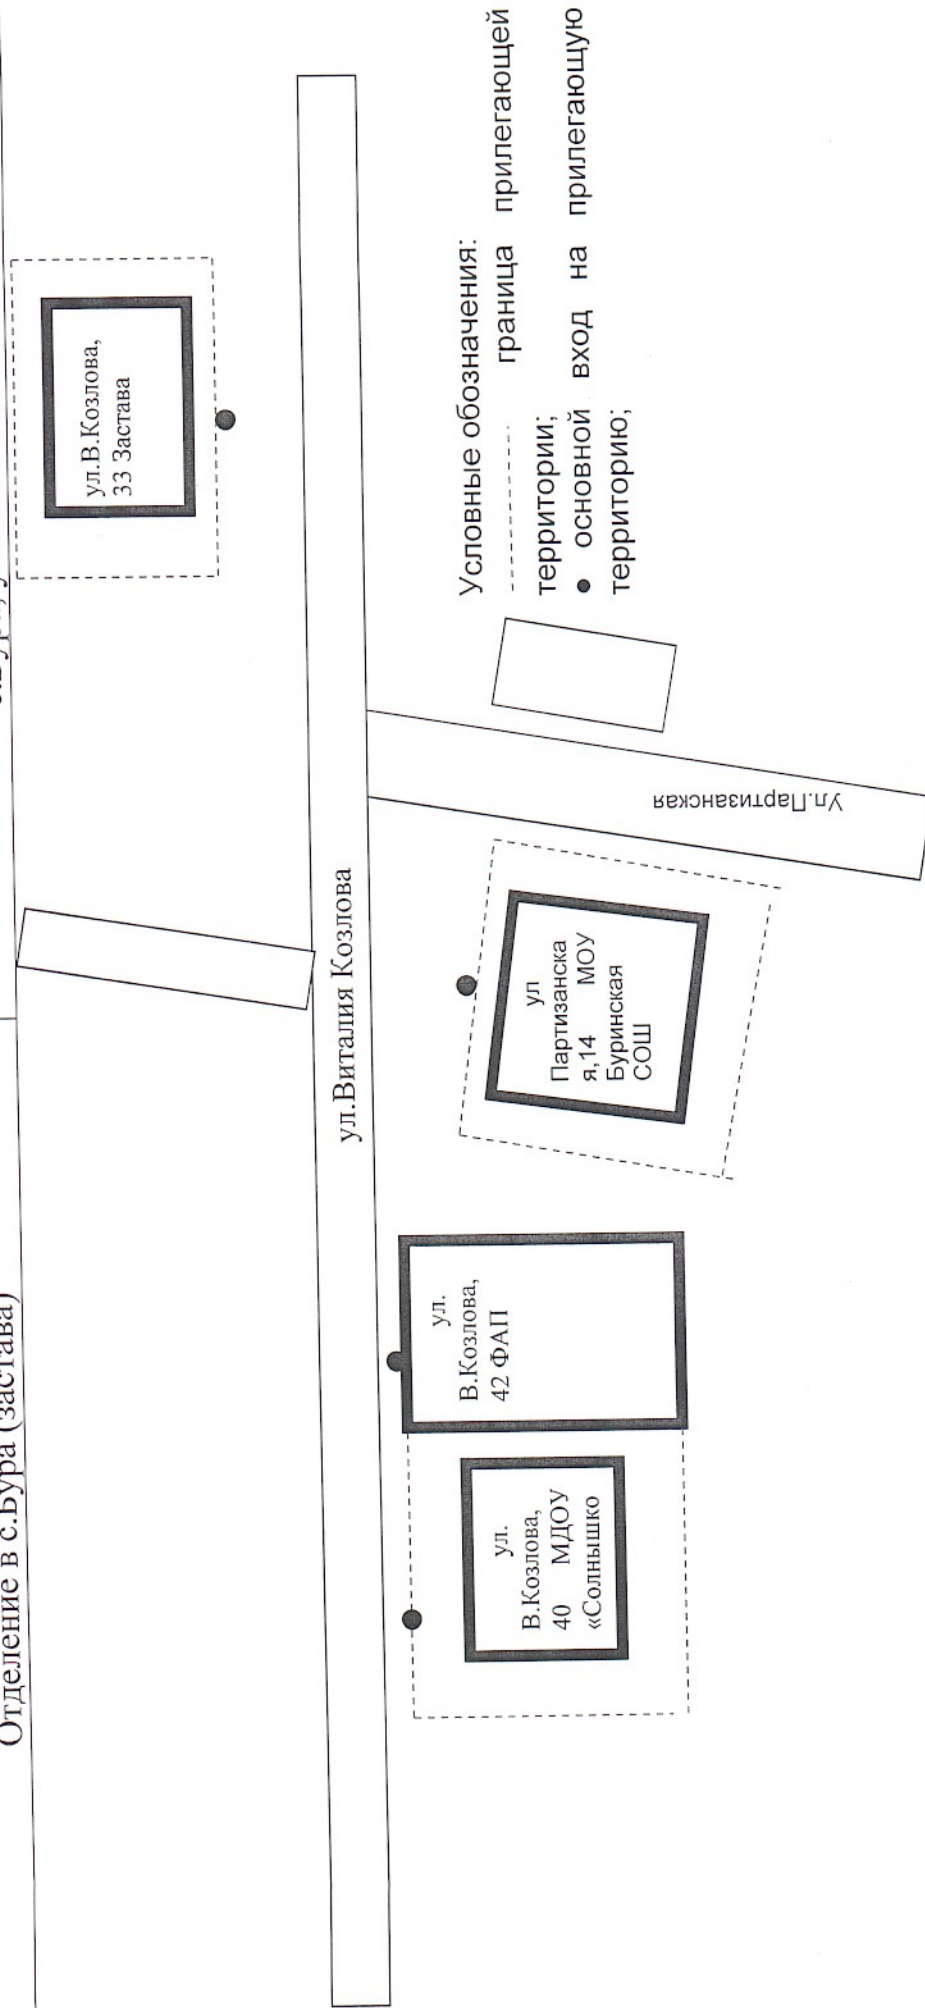 Отделение в с.Бура (застава)
ул.В.Козлова,
33 Застава
ул.Виталия Козлова
ул.
В.Козлова,
40 МДОУ
«Солнышко
ул.
В.Козлова,
42 ФАП
ул
Партизанска
я,14 МОУ
Буринская
СОШ
Ул.Партизанская
Условные обозначения:
граница прилегающей
территории;
● основной вход на прилегающую
территорию;